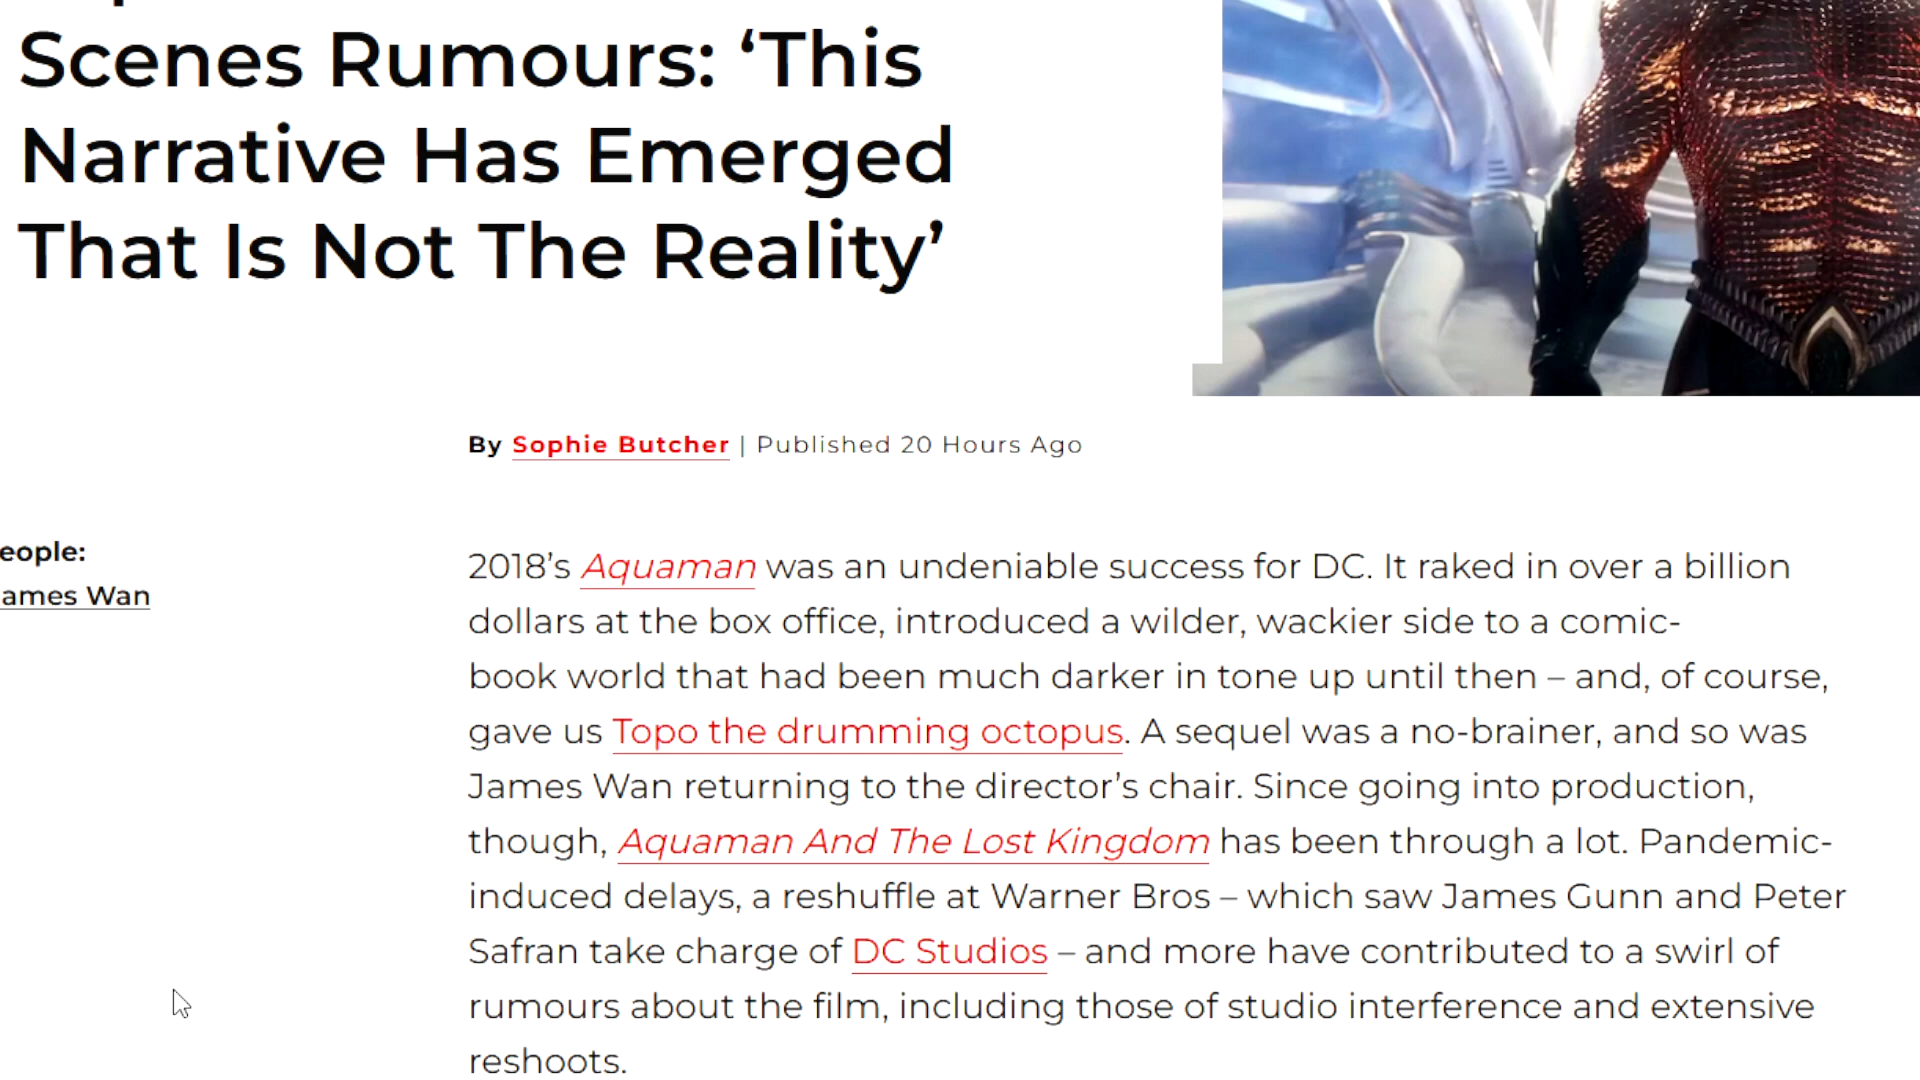 Scenes Rumours: ‘This
Narrative Has Emerged
That Is Not The Reality’
By Sophie Butcher | Published 20 Hours Ago
eople:
ames Wan
2018’s Aquaman was an undeniable success for DC. It raked in over a billion
dollars at the box office, introduced a wilder, wackier side to a comic-
book world that had been much darker in tone up until then – and, of course,
gave us Topo the drumming octopus. A sequel was a no-brainer, and so was
James Wan returning to the director’s chair. Since going into production,
though, Aquaman And The Lost Kingdom has been through a lot. Pandemic-
induced delays, a reshuffle at Warner Bros – which saw James Gunn and Peter
Safran take charge of DC Studios – and more have contributed to a swirl of
rumours about the film, including those of studio interference and extensive
reshoots.